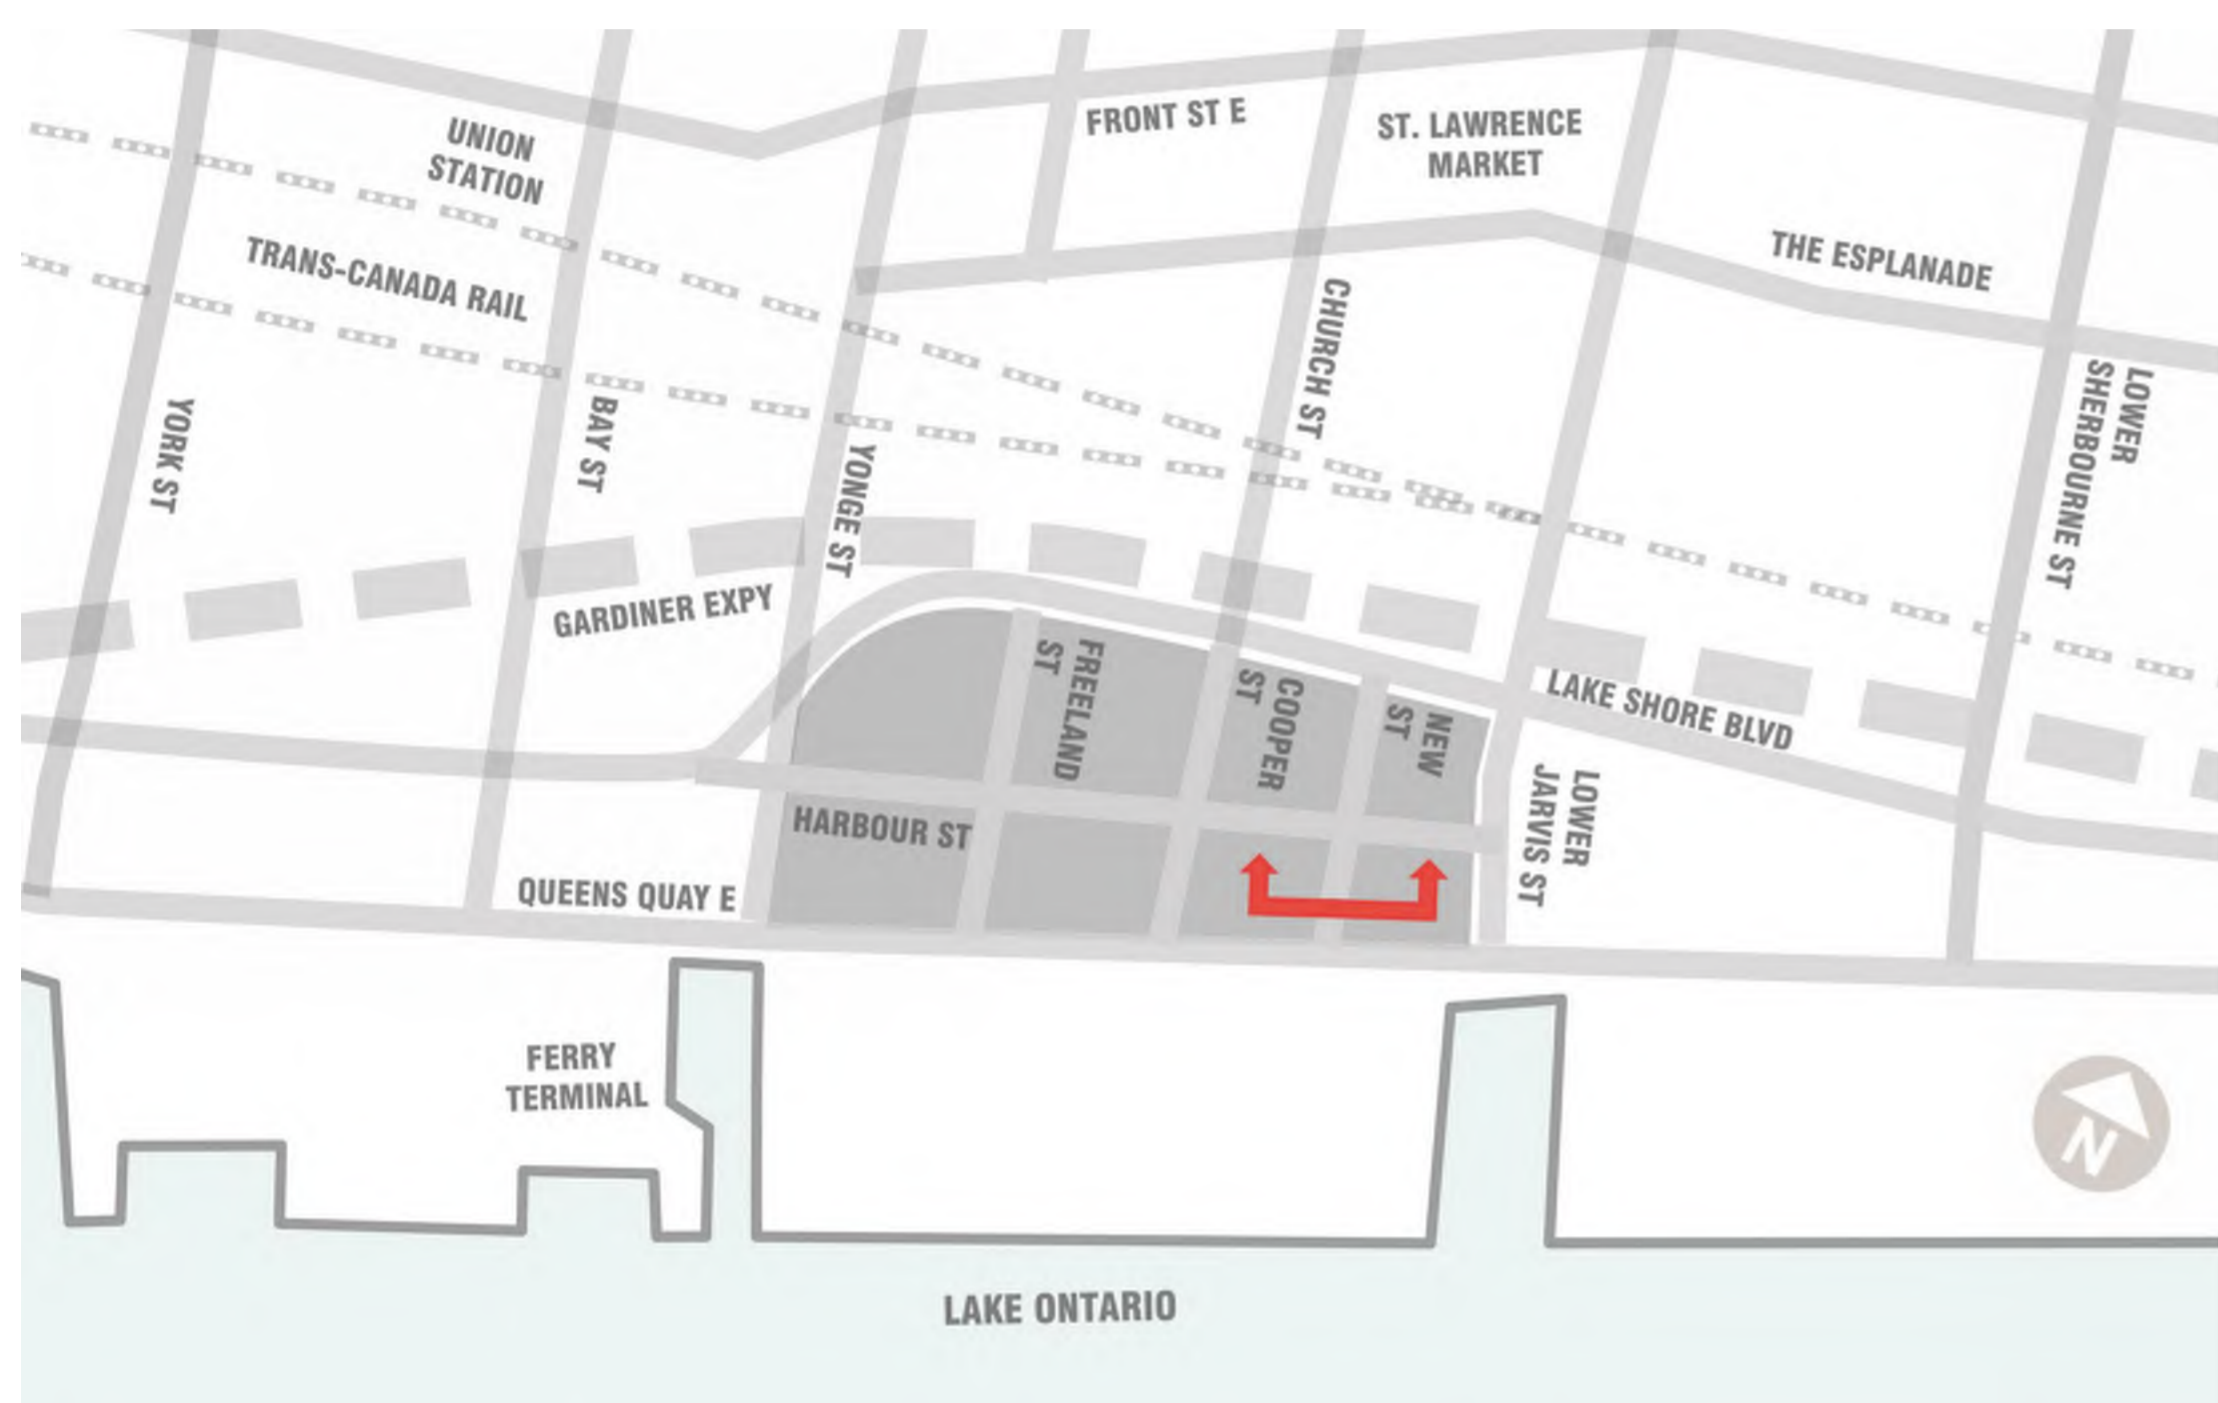 FRONT ST E
ST. LAWRENCE
MARKET
UNION
STATION
TRANS-CANADA RAIL
THE ESPLANADE
CHURCH ST
LOWER
SHERBOURNE ST
YORK ST
BAY ST
YONGE ST
GARDINER EXPY
FREELAND
ST
COOPER
ST
NEW
ST
LAKE SHORE BLVD
LOWER
JARVIS ST
HARBOUR ST
QUEENS QUAY E
FERRY
TERMINAL
N
LAKE ONTARIO